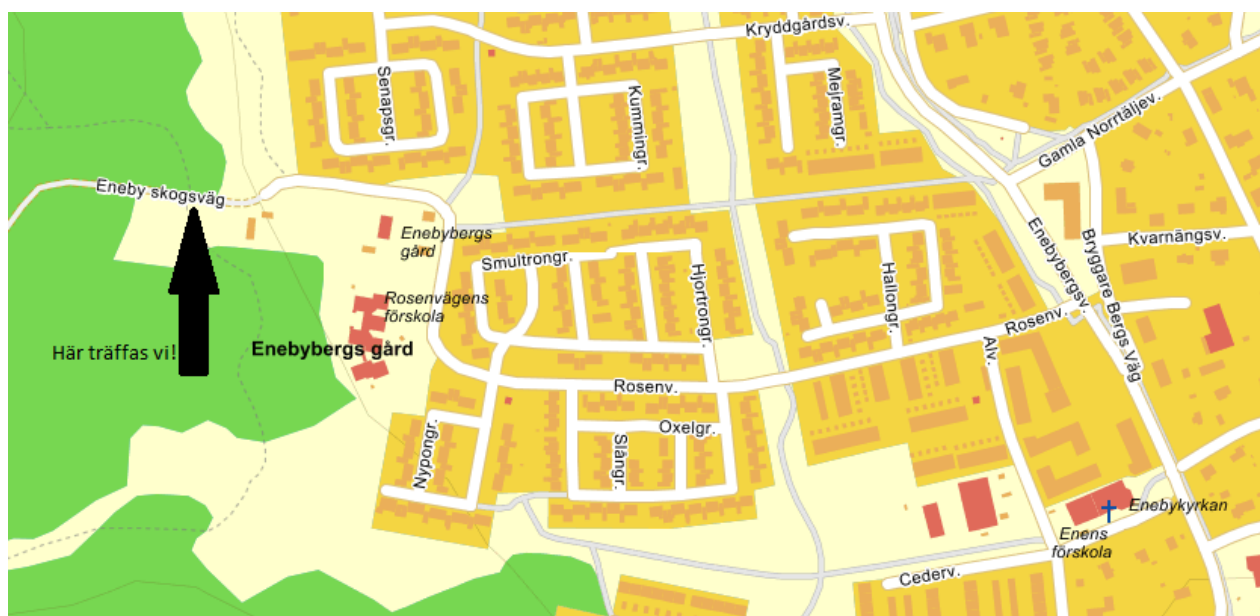 Kryddgårdsv.
Senapsgr.
Kummingr.
Mejramgr.
Gamla Norrtäljev.
Eneby skogsväg
Enebybergs
gård
Smultrongr.
Hjortrongr.
Hallongr.
Enebybergsv.
Bryggare Bergs Väg
Kvarnängsv.
Rosenvägens
förskola
Här träffas vi!
Enebybergs gård
Rosenv.
Rosenv.
Alv.
Nypongr.
Slångr.
Oxelgr.
Enebykyrkan
Enens
förskola
Cederv.